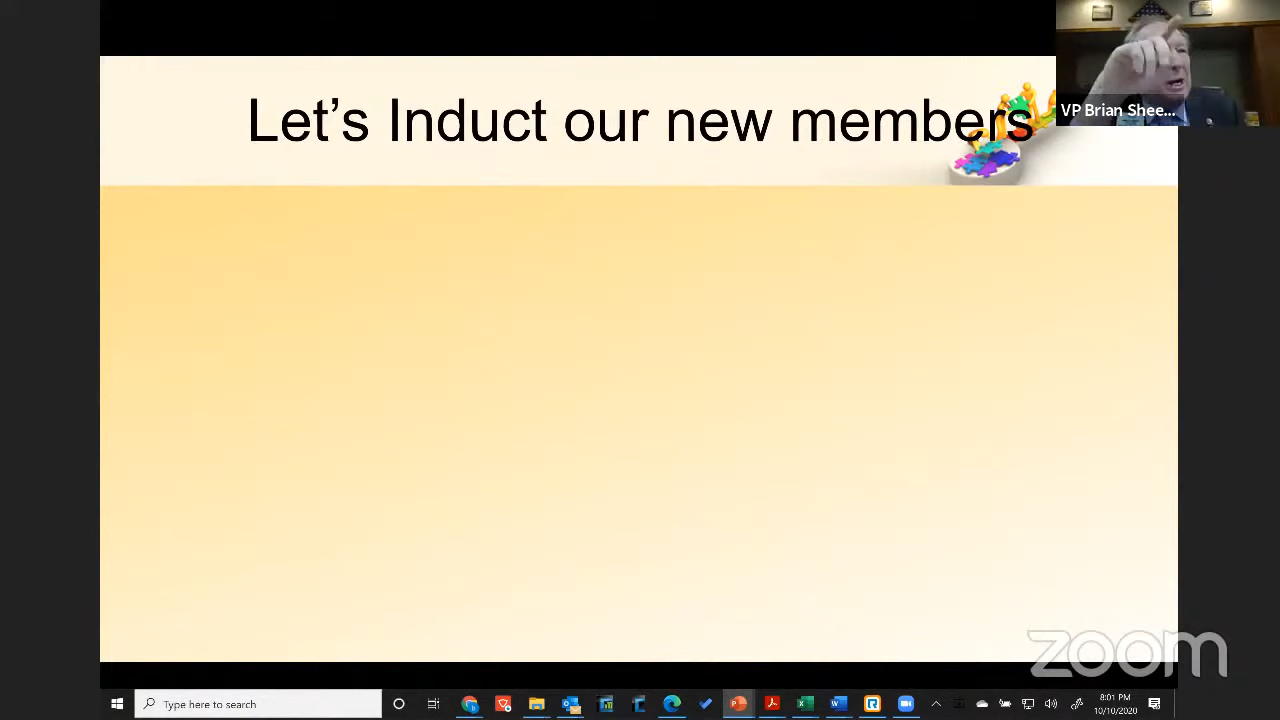 Let's Induct our new members
VP Brian Shee...
zoom
Type here to search
8:01 PM
10/10/2020